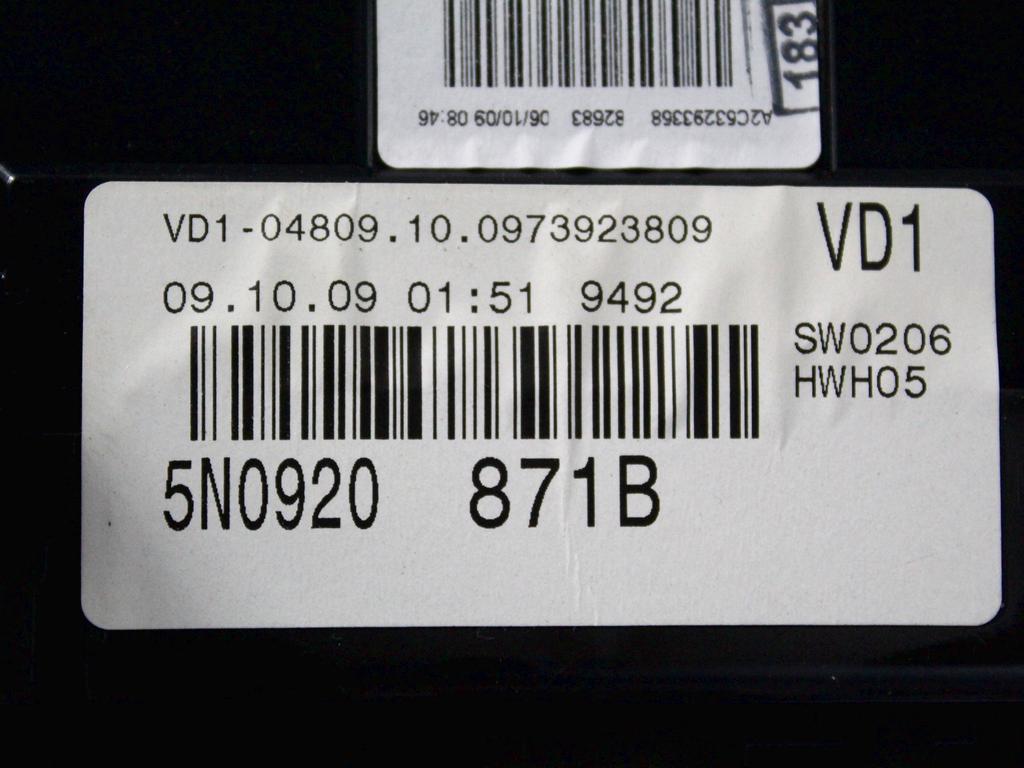 183
A2C53293358 82683 06/10/09 08:46
VD1-04809.10.0973923809 VD1
09.10.09 01:51 9492
SW0206
HWH05
5N0920 871B